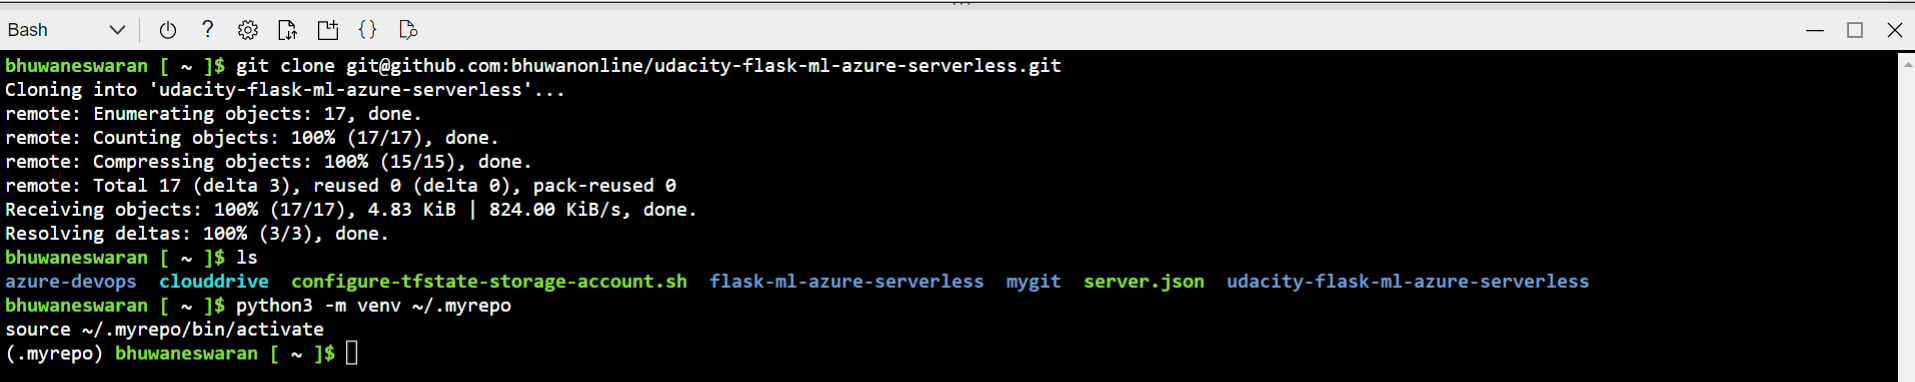 Bash
bhuwaneswaran [ ~ ]$ git clone git@github.com:bhuwanonline/udacity-flask-ml-azure-serverless.git
Cloning into 'udacity-flask-ml-azure-serverless'...
remote: Enumerating objects: 17, done.
remote: Counting objects: 100% (17/17), done.
remote: Compressing objects: 100% (15/15), done.
remote: Total 17 (delta 3), reused 0 (delta 0), pack-reused 0
Receiving objects: 100% (17/17), 4.83 KiB | 824.00 KiB/s, done.
Resolving deltas: 100% (3/3), done.
bhuwaneswaran [ ~ ]$ ls
azure-devops  clouddrive  configure-tfstate-storage-account.sh  flask-ml-azure-serverless  mygit  server.json  udacity-flask-ml-azure-serverless
bhuwaneswaran [ ~ ]$ python3 -m venv ~/.myrepo
source ~/.myrepo/bin/activate
(.myrepo) bhuwaneswaran [ ~ ]$